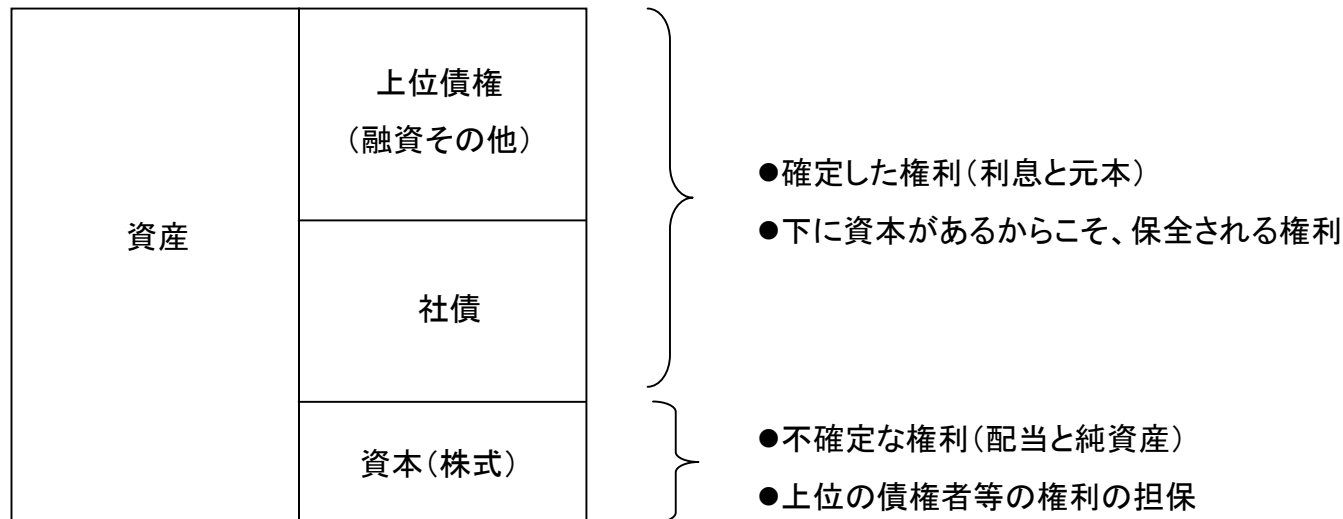 上位債権
（融資その他）
●確定した権利（利息と元本）
資産
●下に資本があるからこそ、保全される権利
社債
●不確定な権利（配当と純資産）
資本（株式）
●上位の債権者等の権利の担保